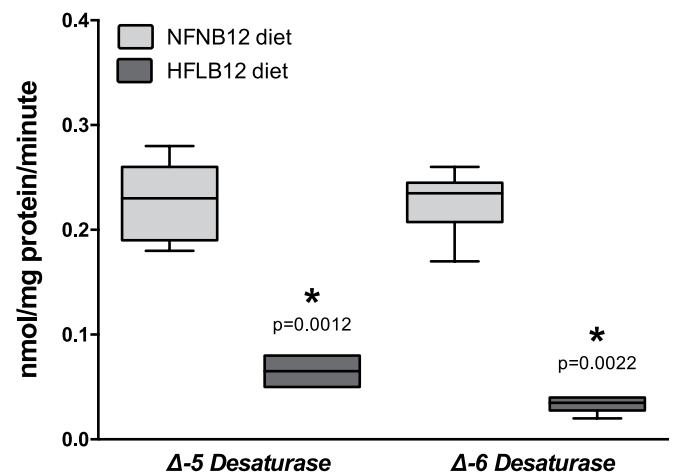 0.4
NFNB12 diet
HFLB12 diet
0.3
nmol/mg protein/minute
0.2
*
p=0.0012
0.1
*
p=0.0022
0.0
Δ-5 Desaturase
Δ-6 Desaturase